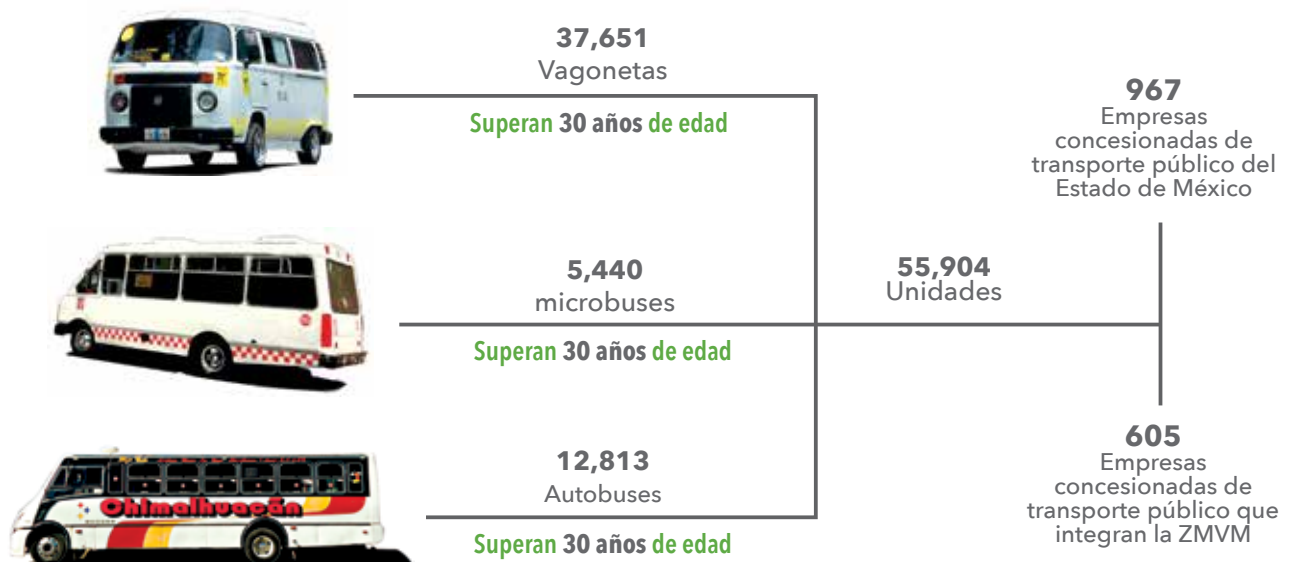 37,651
Vagonetas
Superan 30 años de edad
5,440
microbuses
Superan 30 años de edad
Chimalhuacán
12,813
Autobuses
Superan 30 años de edad
55,904
Unidades
967
Empresas
concesionadas de
transporte público del
Estado de México
605
Empresas
concesionadas de
transporte público que
integran la ZMVM